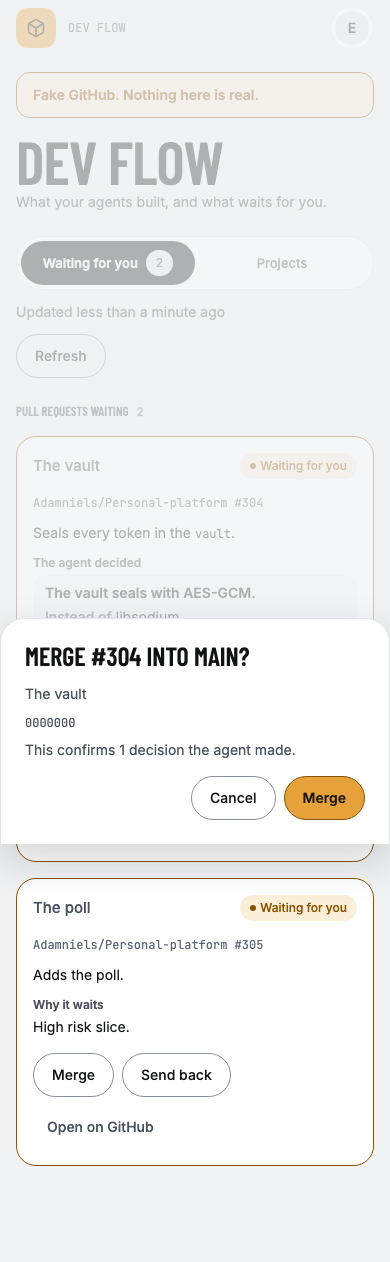 DEV FLOW
E
Fake GitHub. Nothing here is real.
DEV FLOW
What your agents built, and what waits for you.
Waiting for you 2
Projects
Updated less than a minute ago
Refresh
PULL REQUESTS WAITING 2
The vault
Waiting for you
Adamniels/Personal-platform #304
Seals every token in the vault.
The agent decided
The vault seals with AES-GCM.
Instead of libsodium
MERGE #304 INTO MAIN?
The vault
0000000
This confirms 1 decision the agent made.
Cancel
Merge
The poll
Waiting for you
Adamniels/Personal-platform #305
Adds the poll.
Why it waits
High risk slice.
Merge
Send back
Open on GitHub